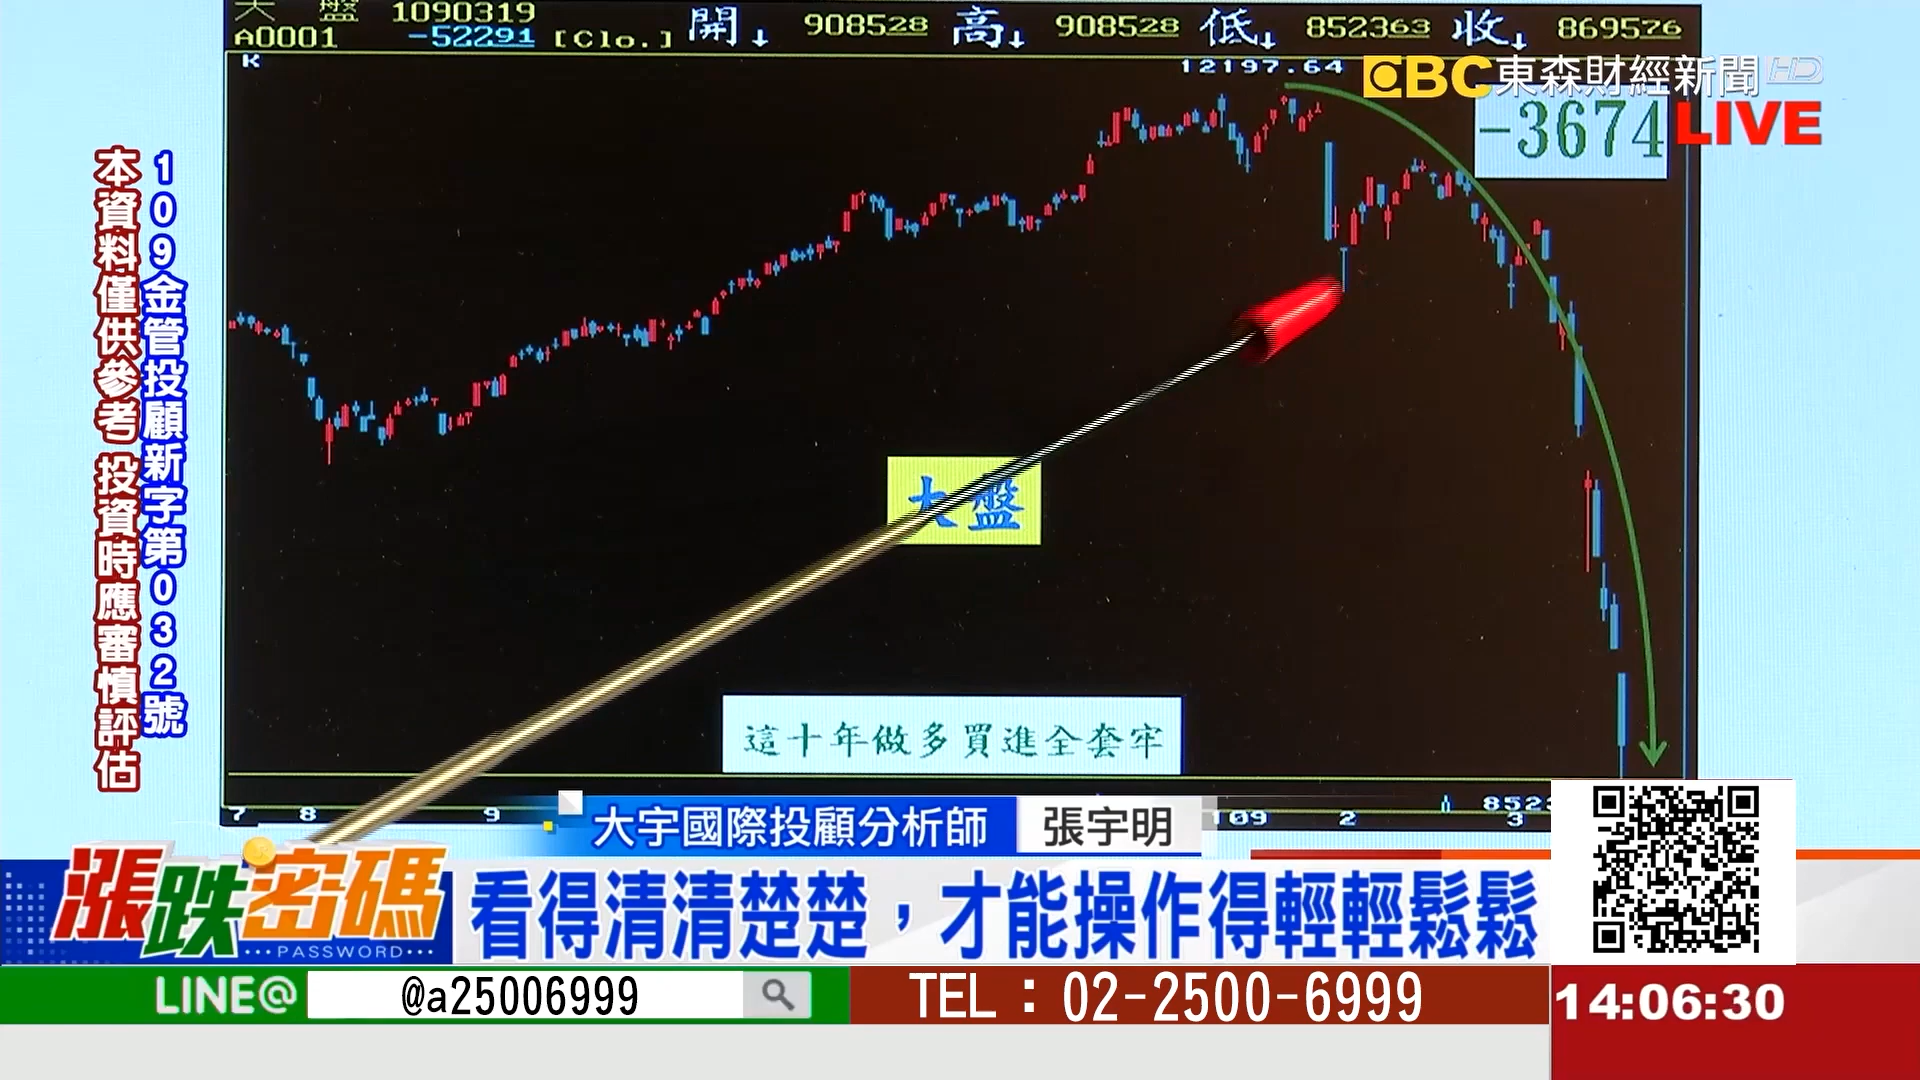 大盤 1090319 開↓ 908528 高↓ 908528 低↓ 852363 收↓ 869576
A0001 -52291 [Clo.]
K
12197.64
EBC東森財經新聞HD
-3674
LIVE
109金管投顧新字第032號
本資料僅供參考 投資時應審慎評估
大盤
這十年做多買進全套牢
8523
7 8 9 109 2 3
大宇國際投顧分析師 張宇明
漲跌密碼
PASSWORD
看得清清楚楚，才能操作得輕輕鬆鬆
LINE@ @a25006999 TEL：02-2500-6999
14:06:30